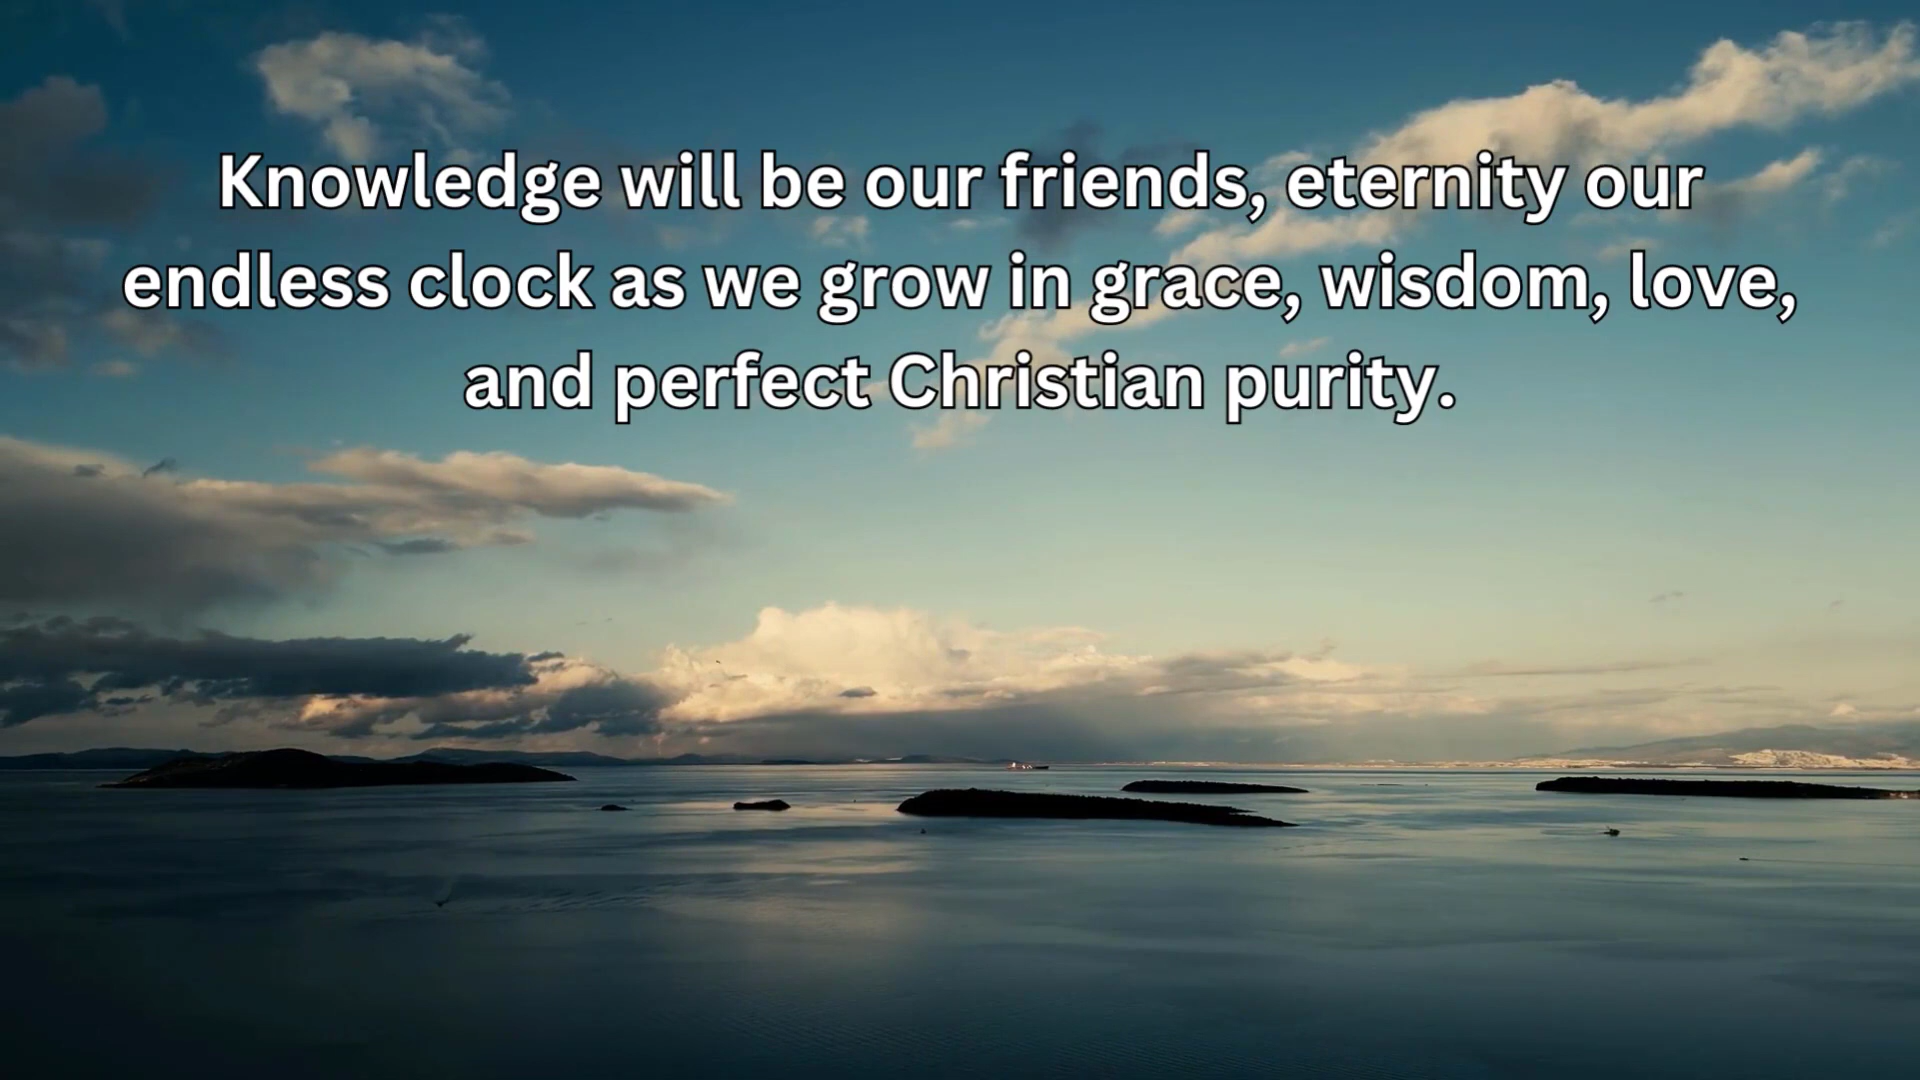 Knowledge will be our friends, eternity our
endless clock as we grow in grace, wisdom, love,
and perfect Christian purity.